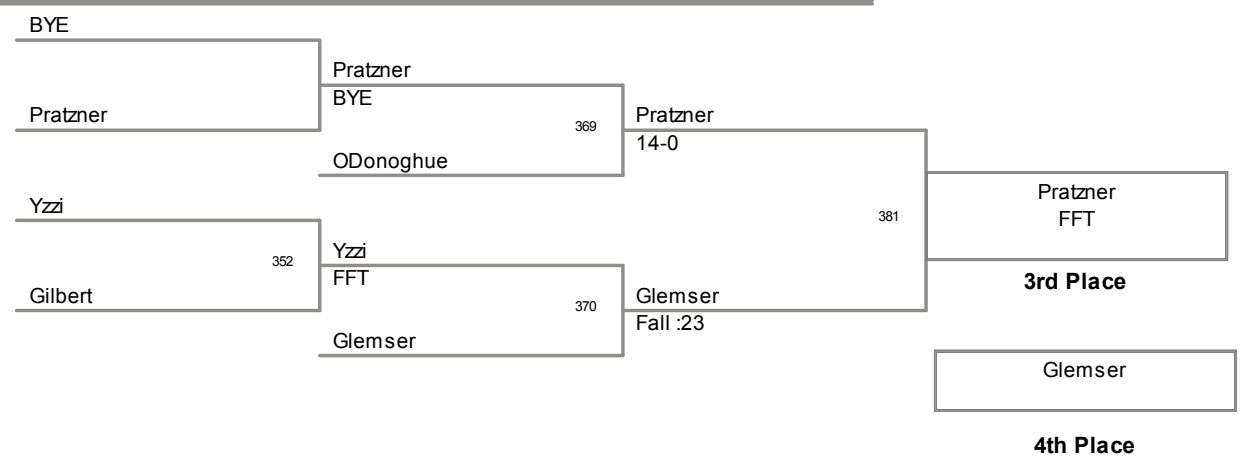 BYE
Pratzner
Pratzner
BYE
369
ODonoghue
Pratzner
14-0
Yzzi
352
Gilbert
Yzzi
FFT
370
Glemser
Glemser
Fall :23
381
Pratzner
FFT
3rd Place
Glemser
4th Place